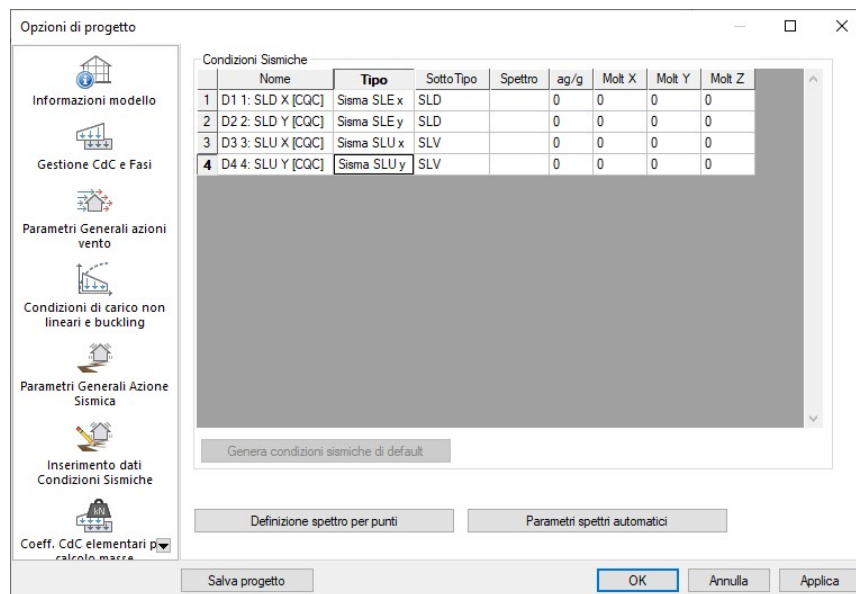 Opzioni di progetto
Informazioni modello
Gestione CdC e Fasi
Parametri Generali azioni
vento
Condizioni di carico non
lineari e buckling
Parametri Generali Azione
Sismica
Inserimento dati
Condizioni Sismiche
kN
Coeff. CdC elementari p
calcolo masse
Condizioni Sismiche
Nome Tipo Sotto Tipo Spettro ag/g Molt X Molt Y Molt Z
1 D1 1: SLD X [CQC] Sisma SLE x SLD 0 0 0 0
2 D2 2: SLD Y [CQC] Sisma SLE y SLD 0 0 0 0
3 D3 3: SLU X [CQC] Sisma SLU x SLV 0 0 0 0
4 D4 4: SLU Y [CQC] Sisma SLU y SLV 0 0 0 0
Genera condizioni sismiche di default
Definizione spettro per punti
Parametri spettri automatici
Salva progetto
OK
Annulla
Applica